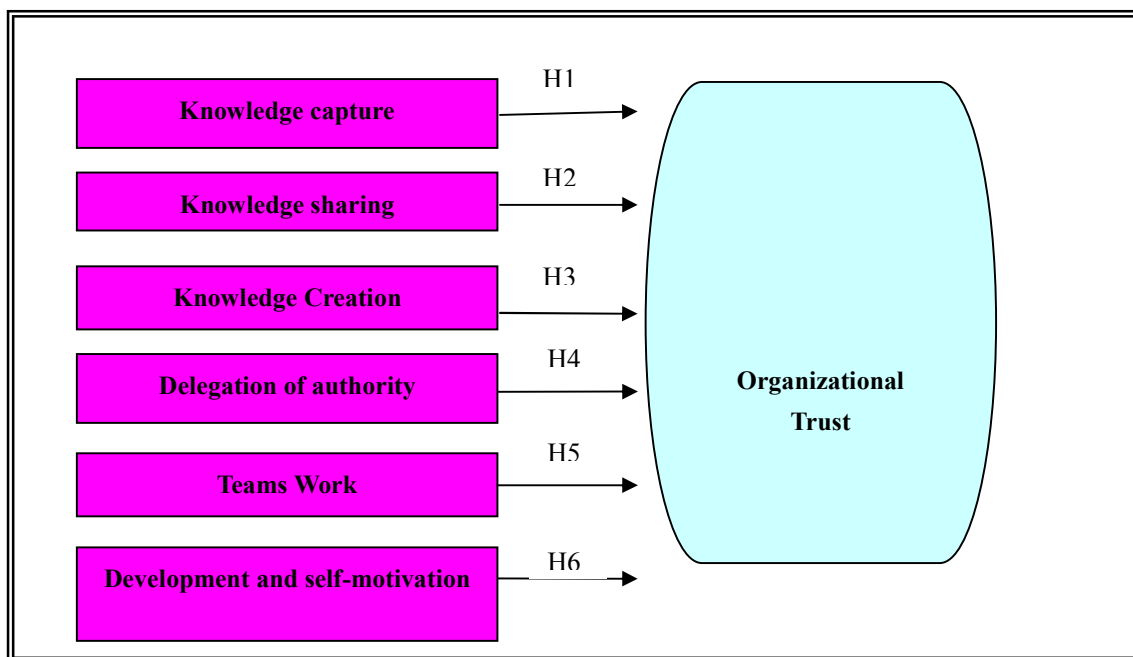 H1
Knowledge capture
H2
Knowledge sharing
H3
Knowledge Creation
H4
Delegation of authority
Organizational
Trust
H5
Teams Work
H6
Development and self-motivation